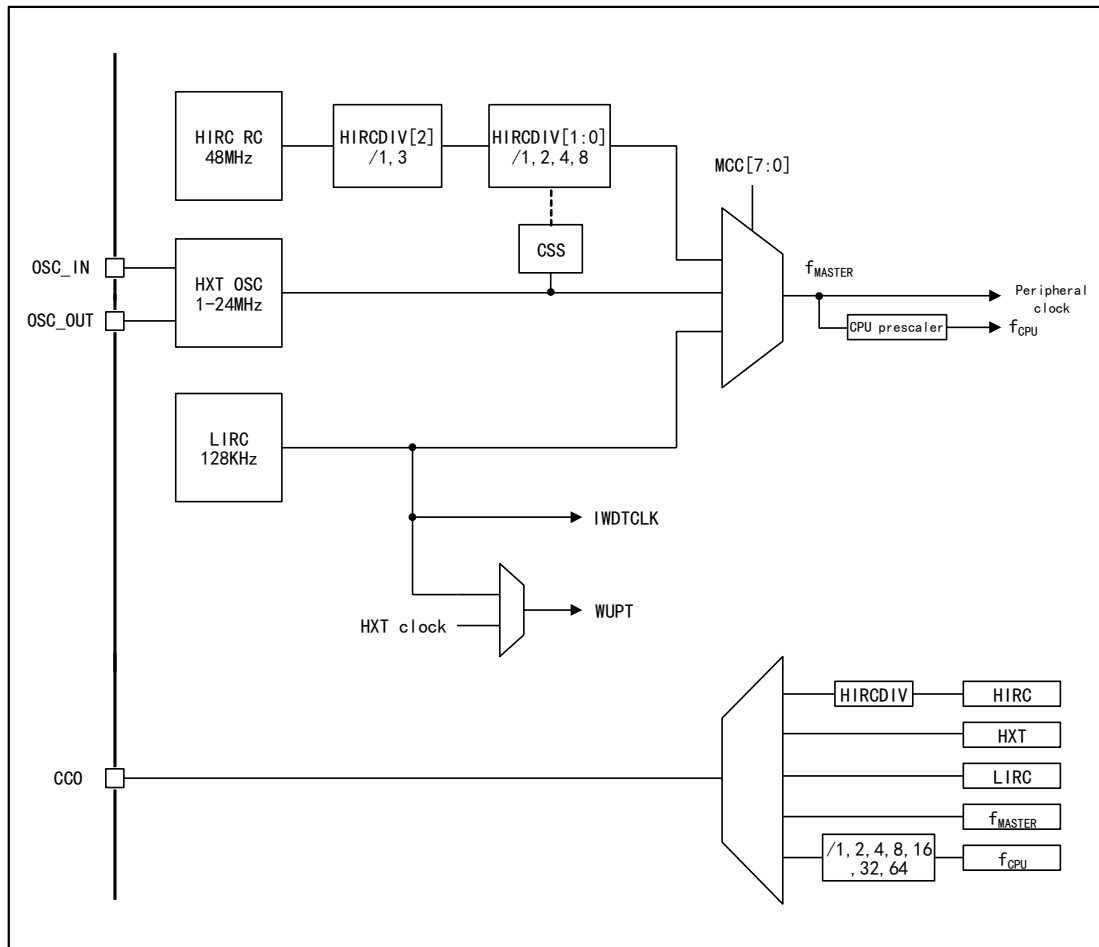 HIRC RC
48MHz
HIRCDIV[2]
/1, 3
HIRCDIV[1:0]
/1, 2, 4, 8
MCC[7:0]
CSS
OSC_IN
OSC_OUT
HXT OSC
1-24MHz
fMASTER
Peripheral
clock
CPU prescaler
fCPU
LIRC
128KHz
IWDTCLK
HXT clock
WUPT
CCO
HIRCDIV
HIRC
HXT
LIRC
fMASTER
/1, 2, 4, 8, 16
, 32, 64
fCPU